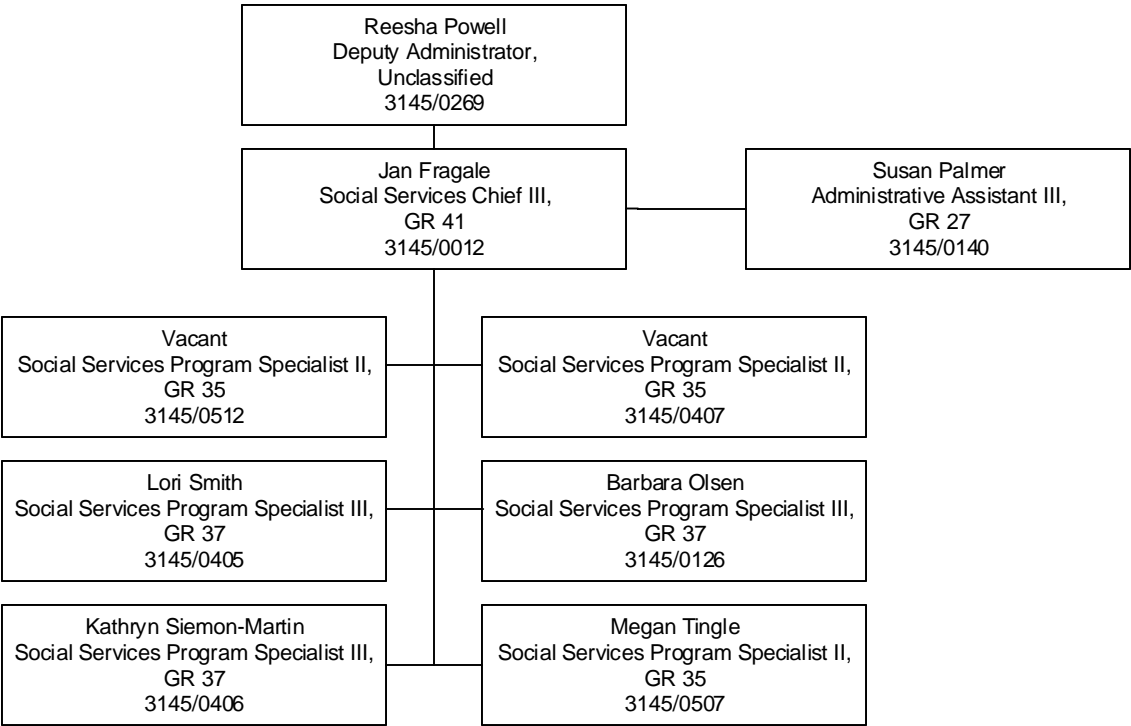 Reesha Powell
Deputy Administrator,
Unclassified
3145/0269
Jan Fragale
Social Services Chief III,
GR 41
3145/0012
Susan Palmer
Administrative Assistant III,
GR 27
3145/0140
Vacant
Social Services Program Specialist II,
GR 35
3145/0512
Vacant
Social Services Program Specialist II,
GR 35
3145/0407
Lori Smith
Social Services Program Specialist III,
GR 37
3145/0405
Barbara Olsen
Social Services Program Specialist III,
GR 37
3145/0126
Kathryn Siemon-Martin
Social Services Program Specialist III,
GR 37
3145/0406
Megan Tingle
Social Services Program Specialist II,
GR 35
3145/0507